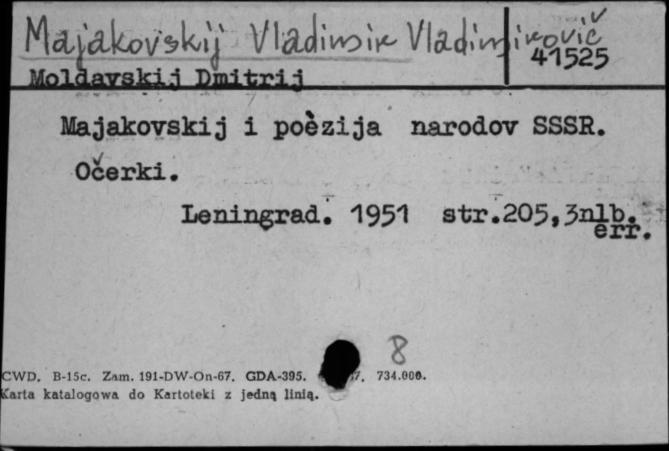 Majakovskij Vladimir Vladimirovič
41525
Moldavskij Dmitrij
Majakovskij i poèzija narodov SSSR.
Očerki.
Leningrad. 1951 str.205,3nlb.
err.
8
CWD. B-15c. Zam. 191-DW-On-67. GDA-395. 7. 734.000.
Karta katalogowa do Kartoteki z jedną linią.